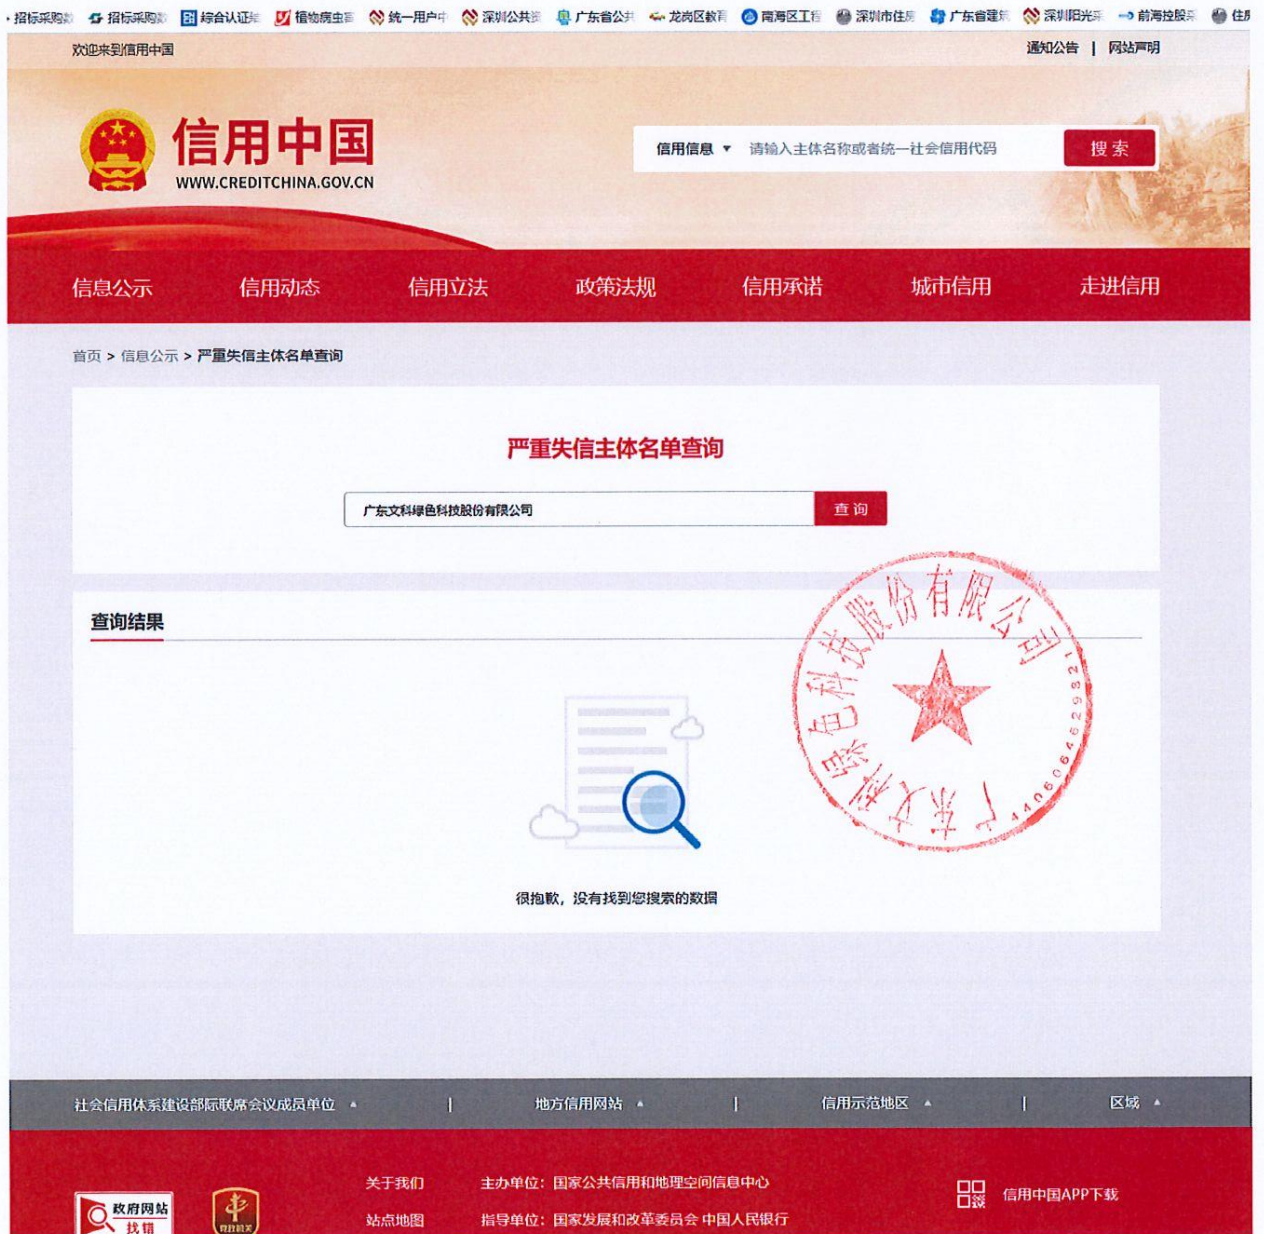 招标采购 招标采购 综合认证 植物病虫害 统一用户 深圳公共资 广东省公共 龙岗区教育 南海区工程 深圳市住房 广东省建筑 深圳阳光采 前海控股采 住房
欢迎来到信用中国
通知公告 | 网站声明
信用中国
WWW.CREDITCHINA.GOV.CN
信用信息 ▼ 请输入主体名称或者统一社会信用代码 搜索
信息公示 信用动态 信用立法 政策法规 信用承诺 城市信用 走进信用
首页 > 信息公示 > 严重失信主体名单查询
严重失信主体名单查询
广东文科绿色科技股份有限公司 查询
查询结果
广东文科绿色科技股份有限公司
很抱歉，没有找到您搜索的数据
社会信用体系建设部际联席会议成员单位 ▲ | 地方信用网站 ▲ | 信用示范地区 ▲ | 区域 ▲
关于我们 主办单位：国家公共信用和地理空间信息中心
信用中国APP下载
政府网站
找错
党政机关
站点地图 指导单位：国家发展和改革委员会 中国人民银行